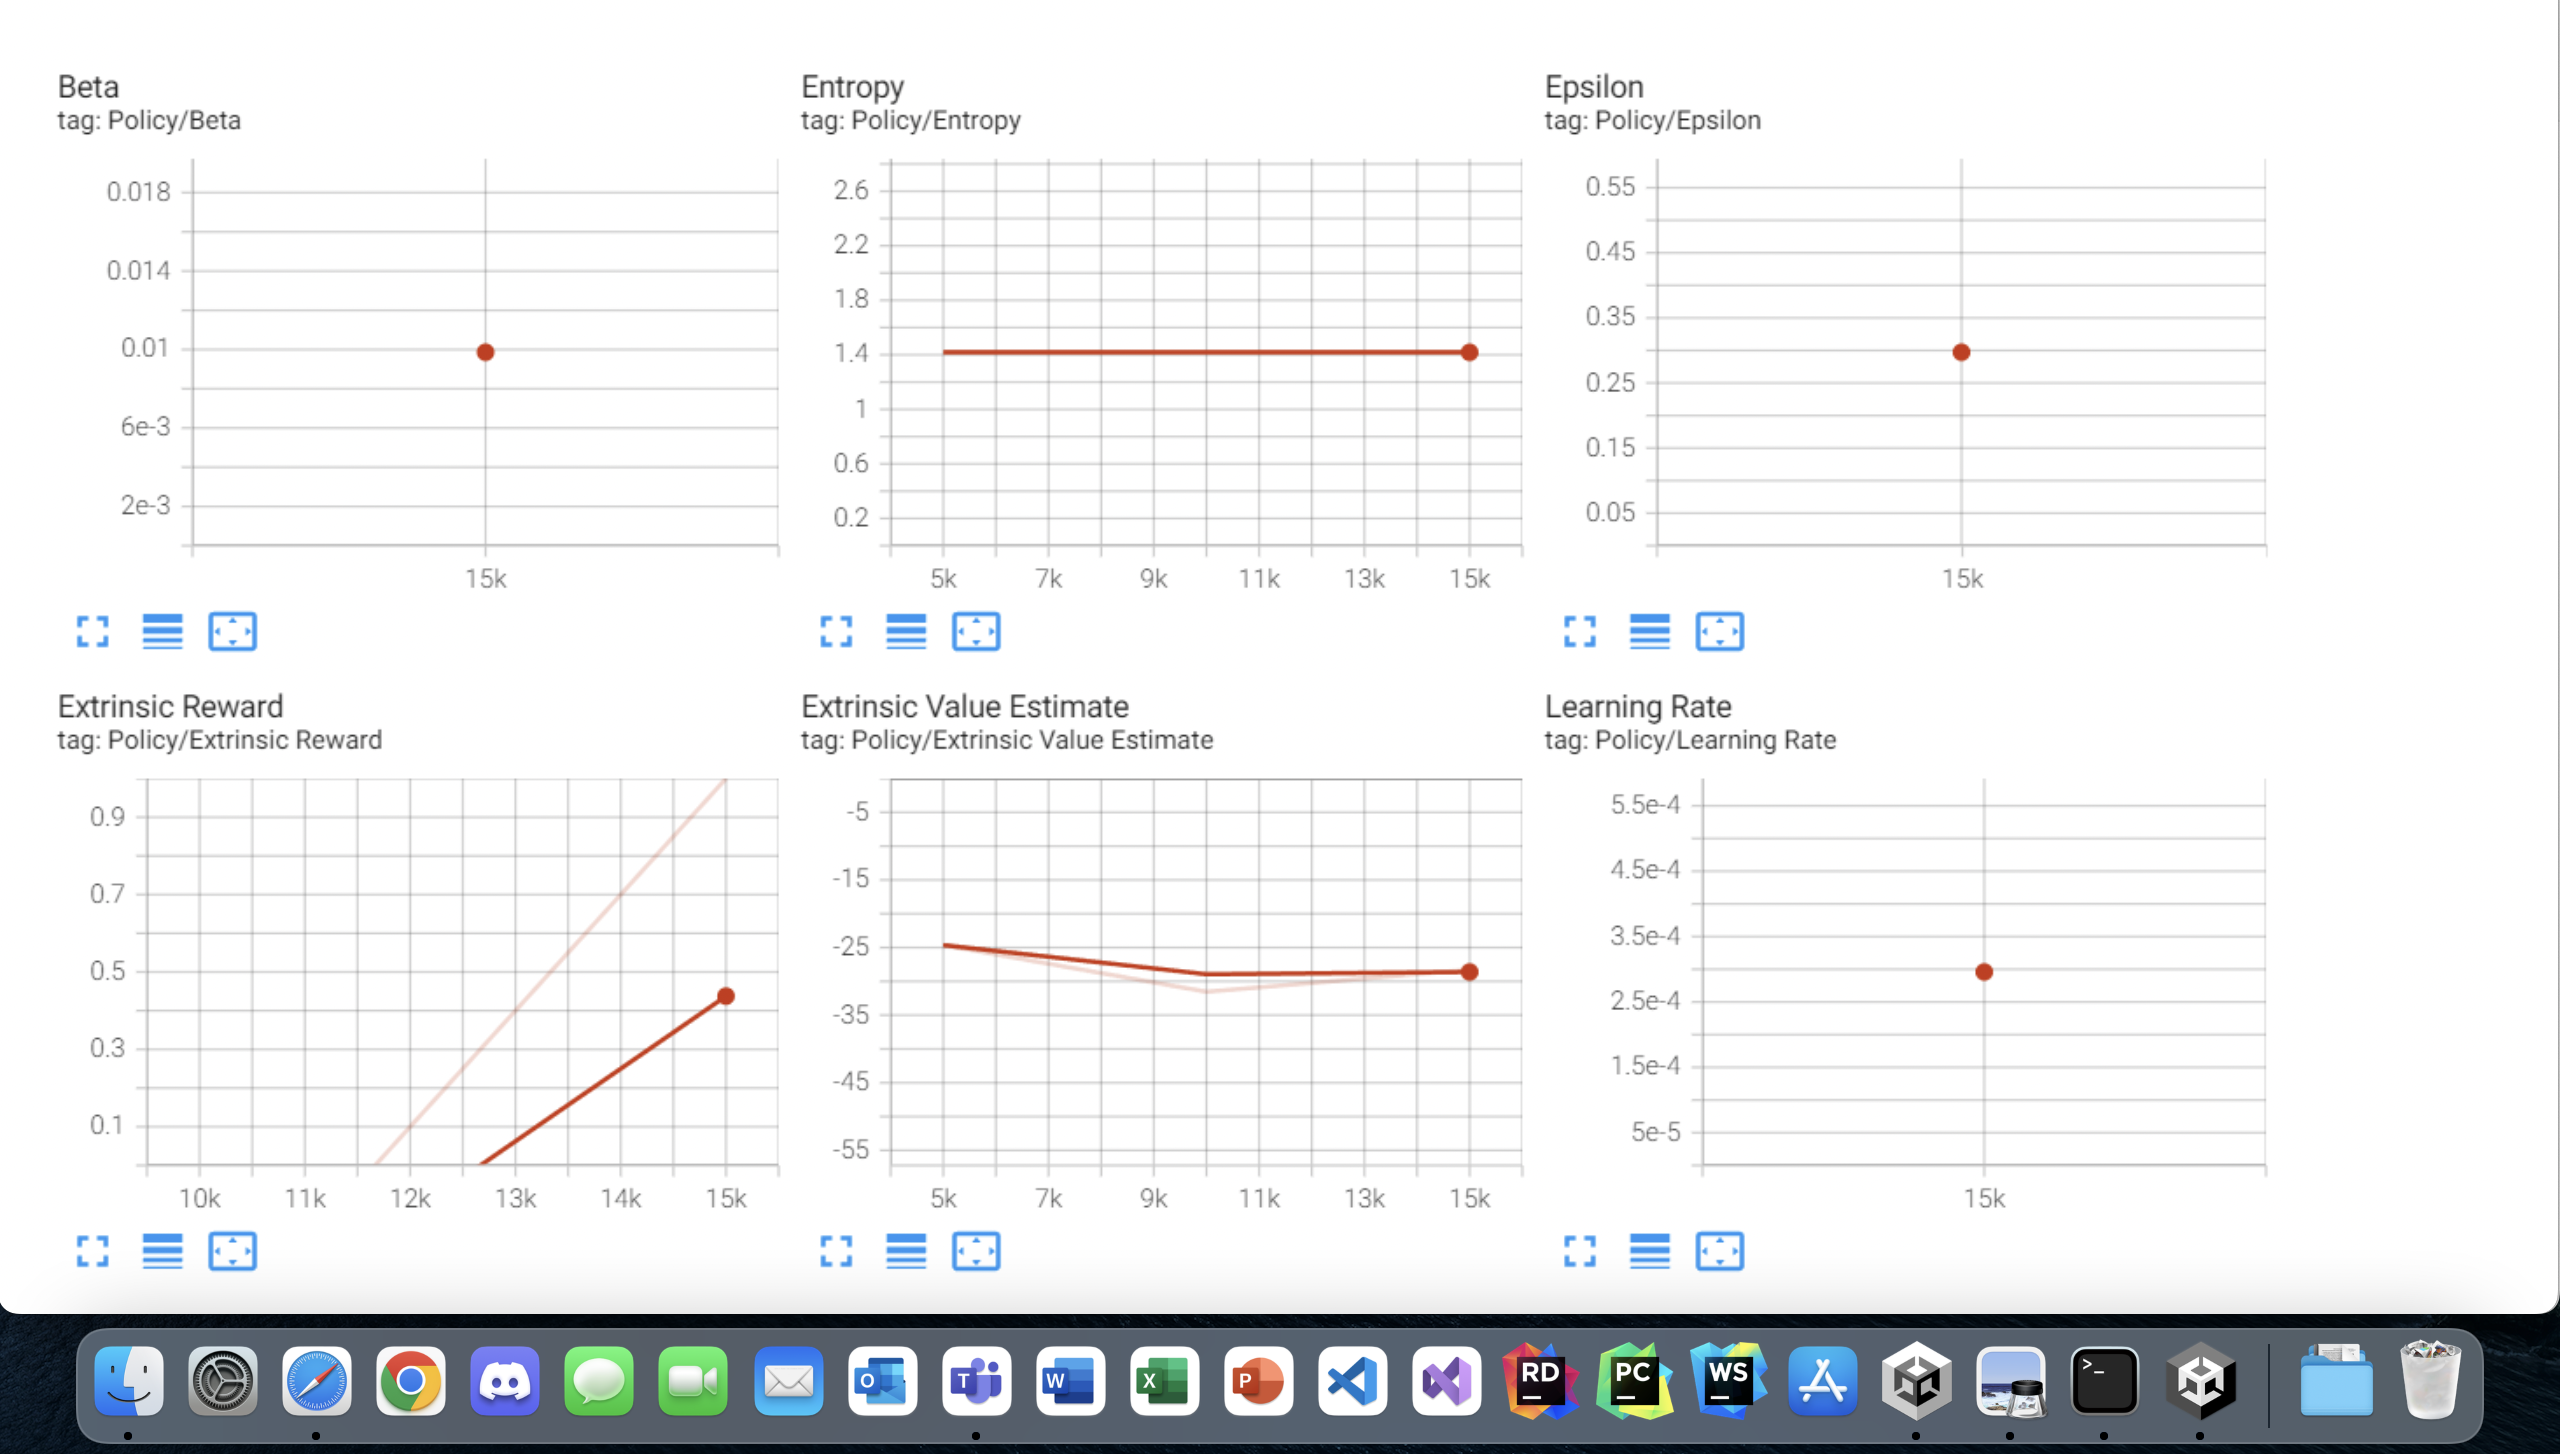 Beta
tag: Policy/Beta
0.018
0.014
0.01
6e-3
2e-3
15k
Entropy
tag: Policy/Entropy
2.6
2.2
1.8
1.4
1
0.6
0.2
5k 7k 9k 11k 13k 15k
Epsilon
tag: Policy/Epsilon
0.55
0.45
0.35
0.25
0.15
0.05
15k
Extrinsic Reward
tag: Policy/Extrinsic Reward
0.9
0.7
0.5
0.3
0.1
10k 11k 12k 13k 14k 15k
Extrinsic Value Estimate
tag: Policy/Extrinsic Value Estimate
-5
-15
-25
-35
-45
-55
5k 7k 9k 11k 13k 15k
Learning Rate
tag: Policy/Learning Rate
5.5e-4
4.5e-4
3.5e-4
2.5e-4
1.5e-4
5e-5
15k
O T W X P RD PC WS >_